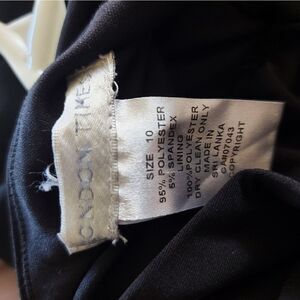 LONDON TIMES
SIZE 10
95% POLYESTER
5% SPANDEX
LINING
100% POLYESTER
DRY CLEAN ONLY
MADE IN
SRI LANKA
CA#07043
COPYRIGHT